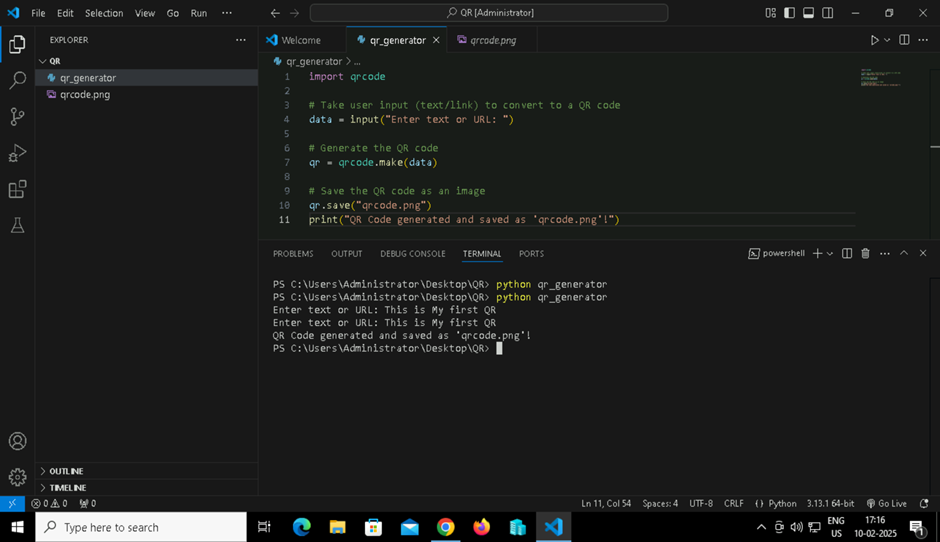 File Edit Selection View Go Run ··· QR [Administrator]
EXPLORER ···
QR
qr_generator
qrcode.png
OUTLINE
TIMELINE
Welcome qr_generator qrcode.png
qr_generator > ...
1 import qrcode
2
3 # Take user input (text/link) to convert to a QR code
4 data = input("Enter text or URL: ")
5
6 # Generate the QR code
7 qr = qrcode.make(data)
8
9 # Save the QR code as an image
10 qr.save("qrcode.png")
11 print("QR Code generated and saved as 'qrcode.png'!")
PROBLEMS OUTPUT DEBUG CONSOLE TERMINAL PORTS powershell
PS C:\Users\Administrator\Desktop\QR> python qr_generator
PS C:\Users\Administrator\Desktop\QR> python qr_generator
Enter text or URL: This is My first QR
Enter text or URL: This is My first QR
QR Code generated and saved as 'qrcode.png'!
PS C:\Users\Administrator\Desktop\QR>
0 0 0 Ln 11, Col 54 Spaces: 4 UTF-8 CRLF {} Python 3.13.1 64-bit Go Live
Type here to search ENG 17:16
US 10-02-2025 1